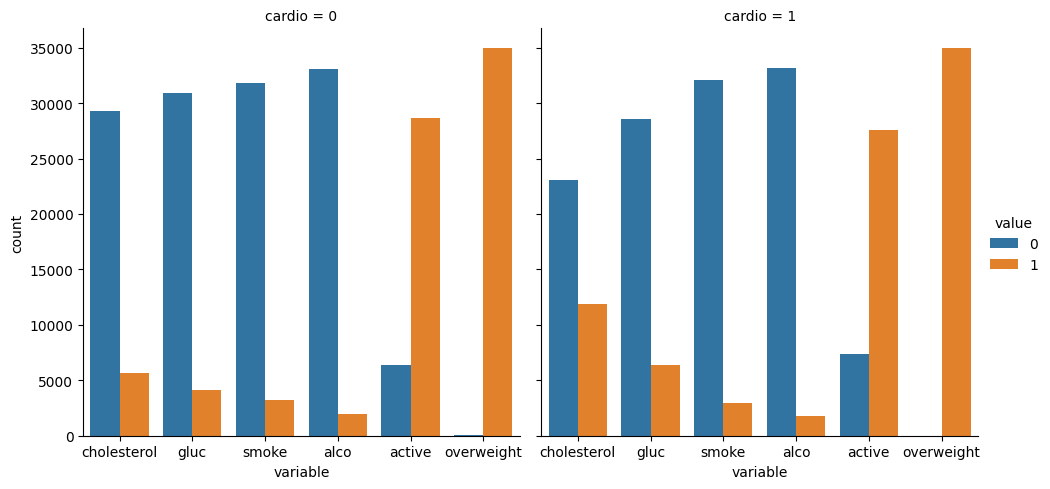 cardio = 0
cardio = 1
35000
30000
25000
20000
15000
10000
5000
0
count
cholesterol gluc smoke alco active overweight
variable
cholesterol gluc smoke alco active overweight
variable
value
0
1